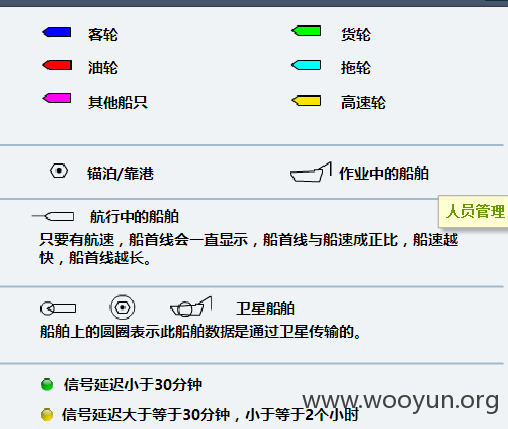 客轮 货轮
油轮 拖轮
其他船只 高速轮
锚泊/靠港 作业中的船舶
人员管理
航行中的船舶
只要有航速，船首线会一直显示，船首线与船速成正比，船速越
快，船首线越长。
卫星船舶
船舶上的圆圈表示此船舶数据是通过卫星传输的。
信号延迟小于30分钟
www.wooyun.org
信号延迟大于等于30分钟，小于等于2个小时